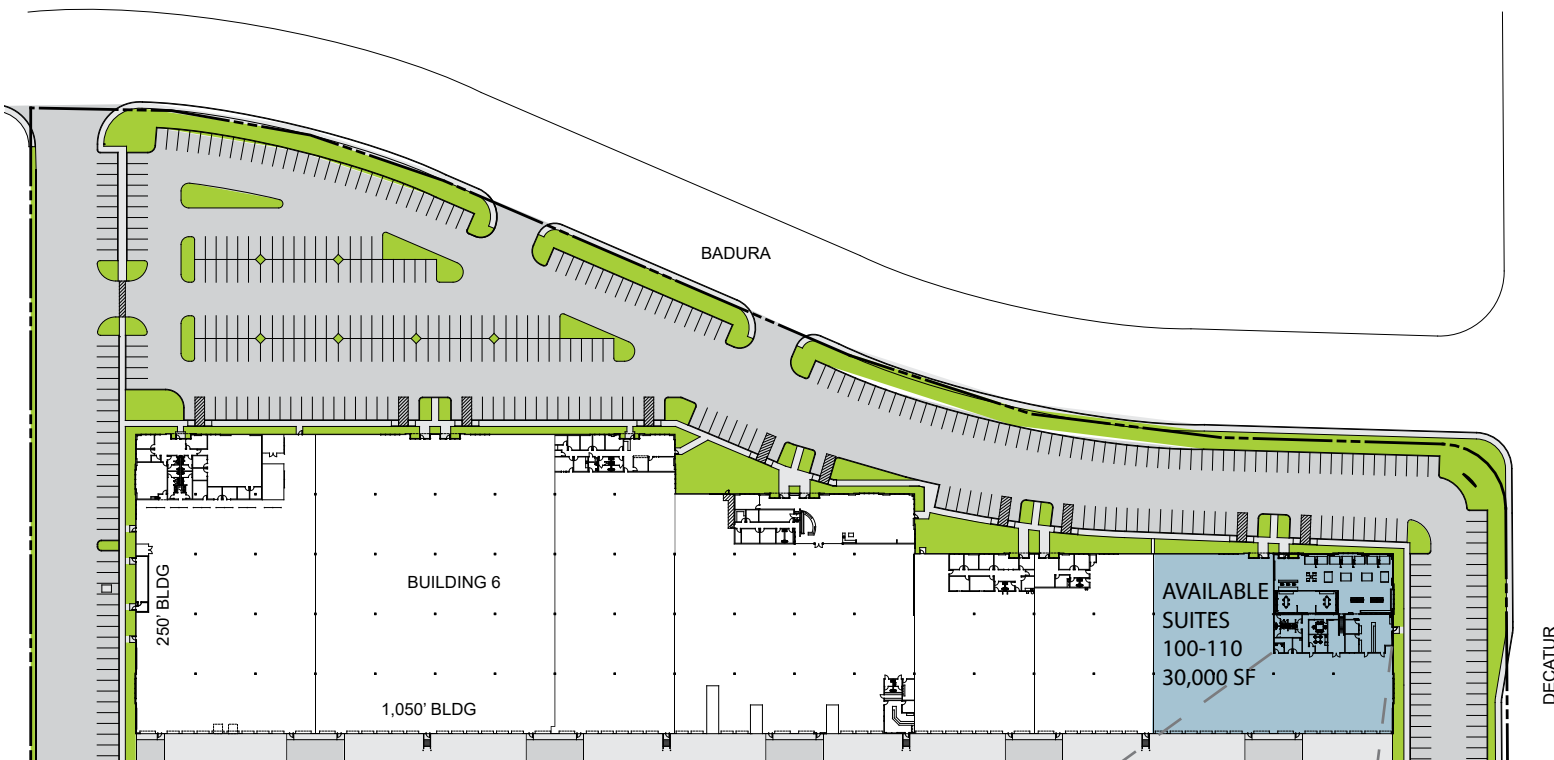 BADURA
BUILDING 6
250' BLDG
1,050' BLDG
AVAILABLE
SUITES
100-110
30,000 SF
DECATUR